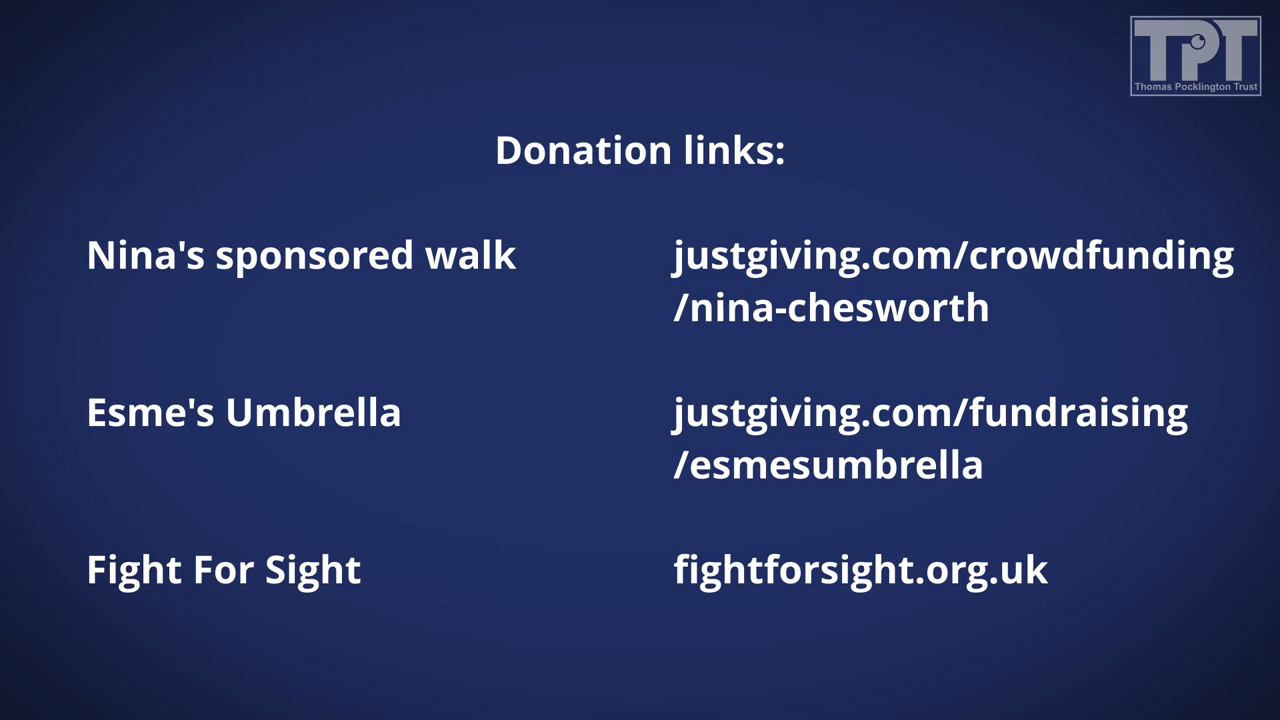 TPT
Thomas Pocklington Trust
Donation links:
Nina's sponsored walk
justgiving.com/crowdfunding
/nina-chesworth
Esme's Umbrella
justgiving.com/fundraising
/esmesumbrella
Fight For Sight
fightforsight.org.uk